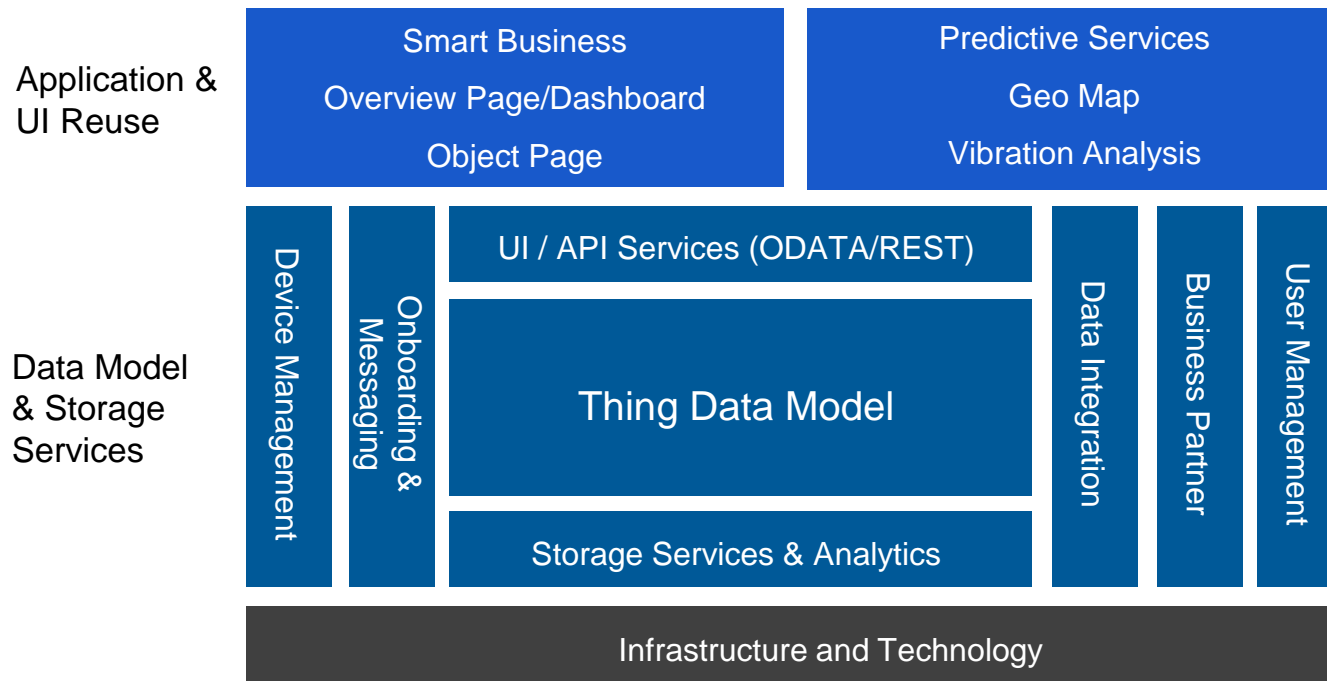 Application &
UI Reuse
Smart Business
Overview Page/Dashboard
Object Page
Predictive Services
Geo Map
Vibration Analysis
Data Model
& Storage
Services
Device Management
Onboarding &
Messaging
UI / API Services (ODATA/REST)
Thing Data Model
Storage Services & Analytics
Data Integration
Business Partner
User Management
Infrastructure and Technology